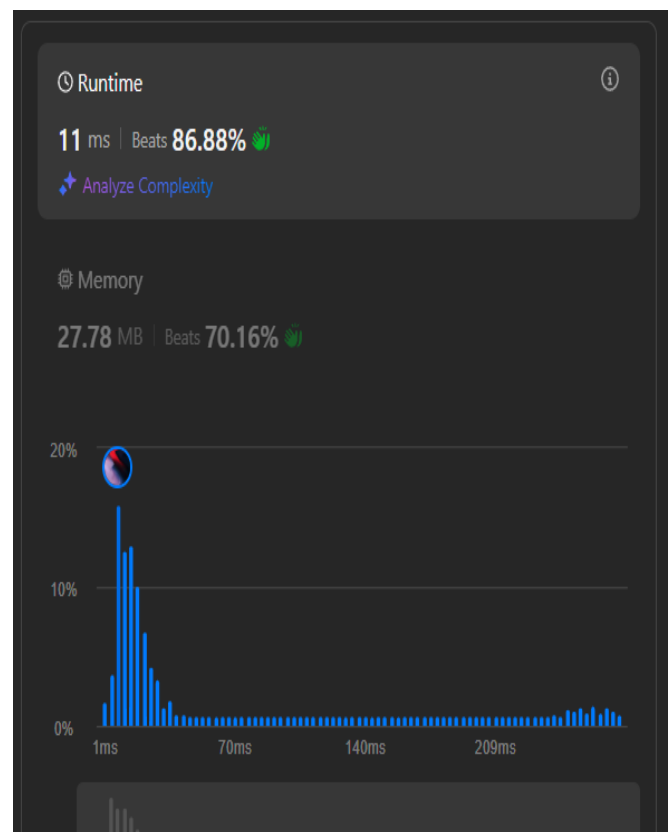 Runtime
11 ms | Beats 86.88%
Analyze Complexity
Memory
27.78 MB | Beats 70.16%
20%
10%
0%
1ms 70ms 140ms 209ms